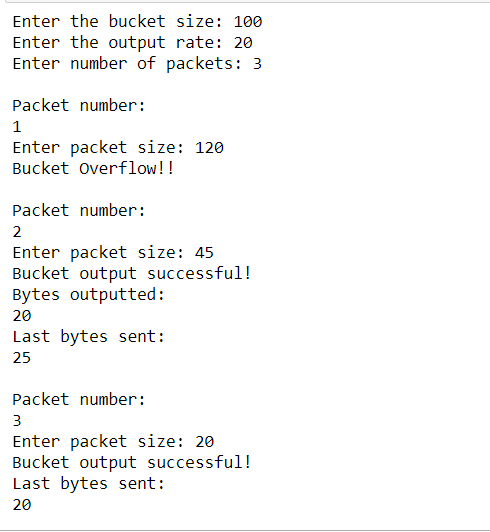 Enter the bucket size: 100
Enter the output rate: 20
Enter number of packets: 3
Packet number:
1
Enter packet size: 120
Bucket Overflow!!
Packet number:
2
Enter packet size: 45
Bucket output successful!
Bytes outputted:
20
Last bytes sent:
25
Packet number:
3
Enter packet size: 20
Bucket output successful!
Last bytes sent:
20